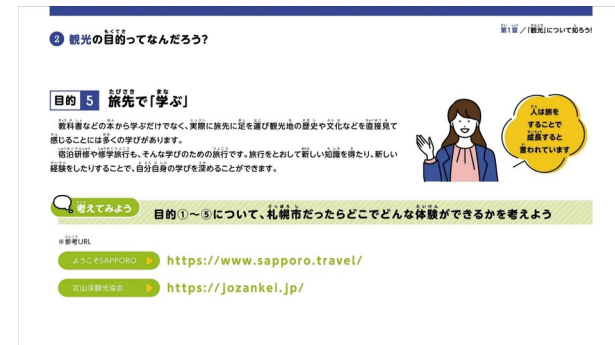 第1章／「観光」について知ろう!
2 観光の目的ってなんだろう?
目的 5 旅先で「学ぶ」
教科書などの本から学ぶだけでなく、実際に旅先に足を運び観光地の歴史や文化などを直接見て
感じることには多くの学びがあります。
宿泊研修や修学旅行も、そんな学びのための旅行です。旅行をとおして新しい知識を得たり、新しい
経験をしたりすることで、自分自身の学びを深めることができます。
人は旅を
することで
成長すると
言われています
考えてみよう
目的①～⑤について、札幌市だったらどこでどんな体験ができるかを考えよう
※参考URL
ようこそSAPPORO https://www.sapporo.travel/
定山渓観光協会 https://jozankei.jp/